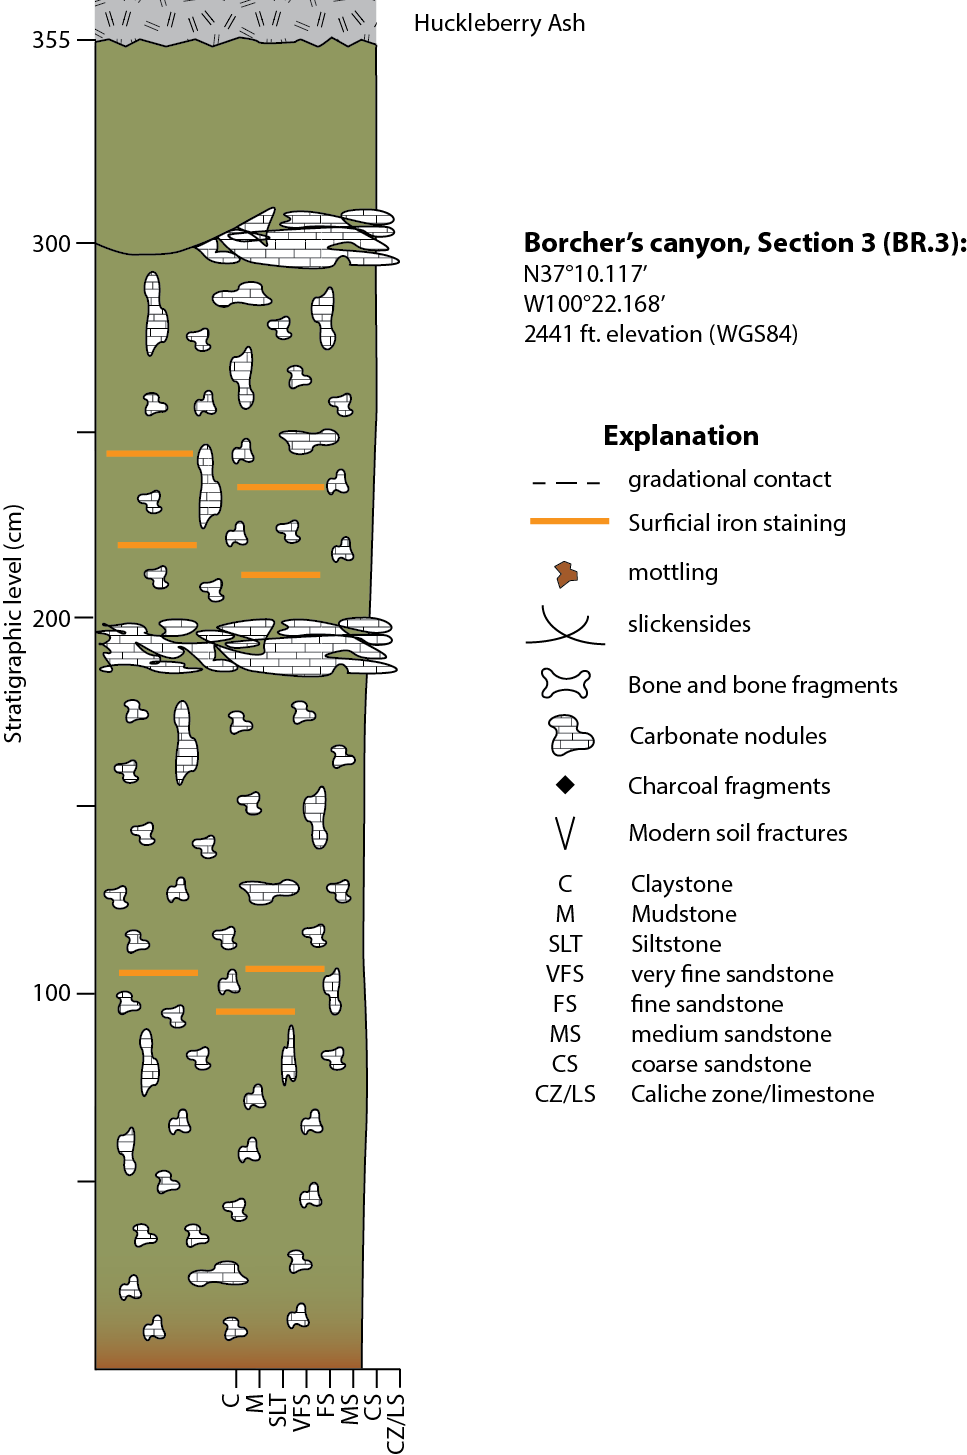 Huckleberry Ash
355
300
200
100
Stratigraphic level (cm)
C
M
SLT
VFS
FS
MS
CS
CZ/LS
Borcher’s canyon, Section 3 (BR.3):
N37°10.117’
W100°22.168’
2441 ft. elevation (WGS84)
Explanation
gradational contact
Surficial iron staining
mottling
slickensides
Bone and bone fragments
Carbonate nodules
Charcoal fragments
Modern soil fractures
C Claystone
M Mudstone
SLT Siltstone
VFS very fine sandstone
FS fine sandstone
MS medium sandstone
CS coarse sandstone
CZ/LS Caliche zone/limestone